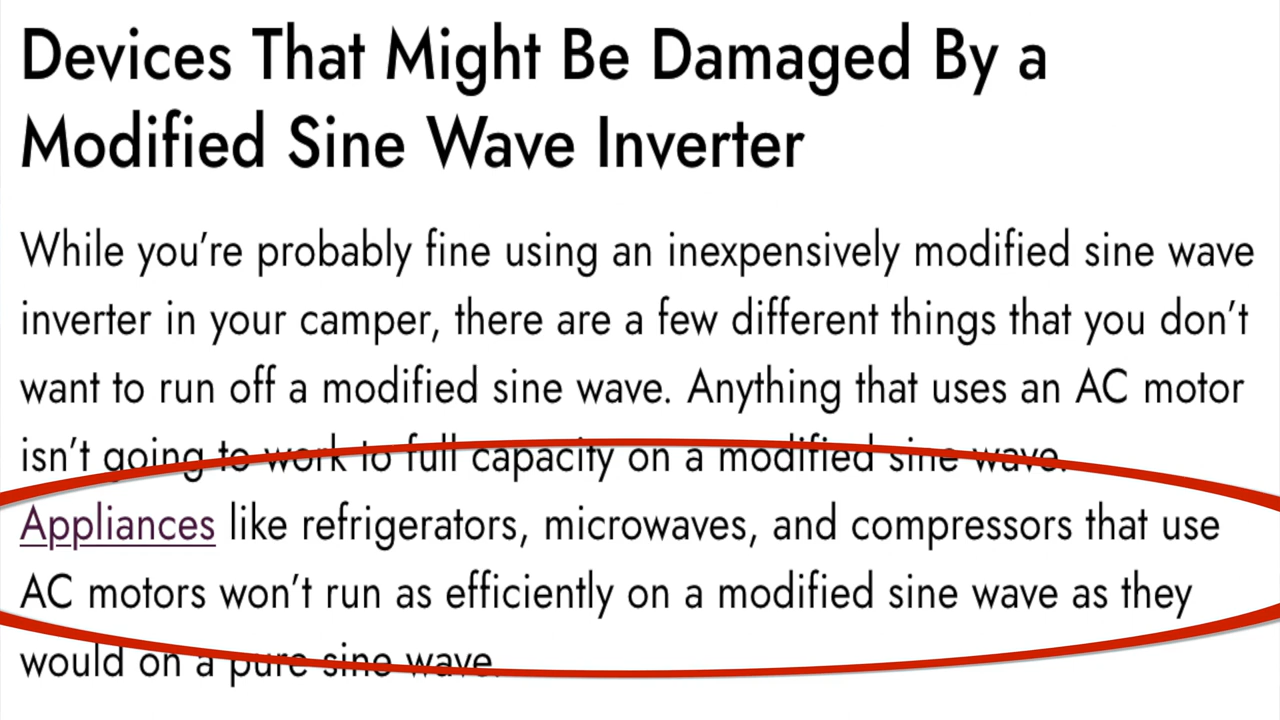 Devices That Might Be Damaged By a
Modified Sine Wave Inverter
While you’re probably fine using an inexpensively modified sine wave
inverter in your camper, there are a few different things that you don’t
want to run off a modified sine wave. Anything that uses an AC motor
isn’t going to work to full capacity on a modified sine wave.
Appliances like refrigerators, microwaves, and compressors that use
AC motors won’t run as efficiently on a modified sine wave as they
would on a pure sine wave.